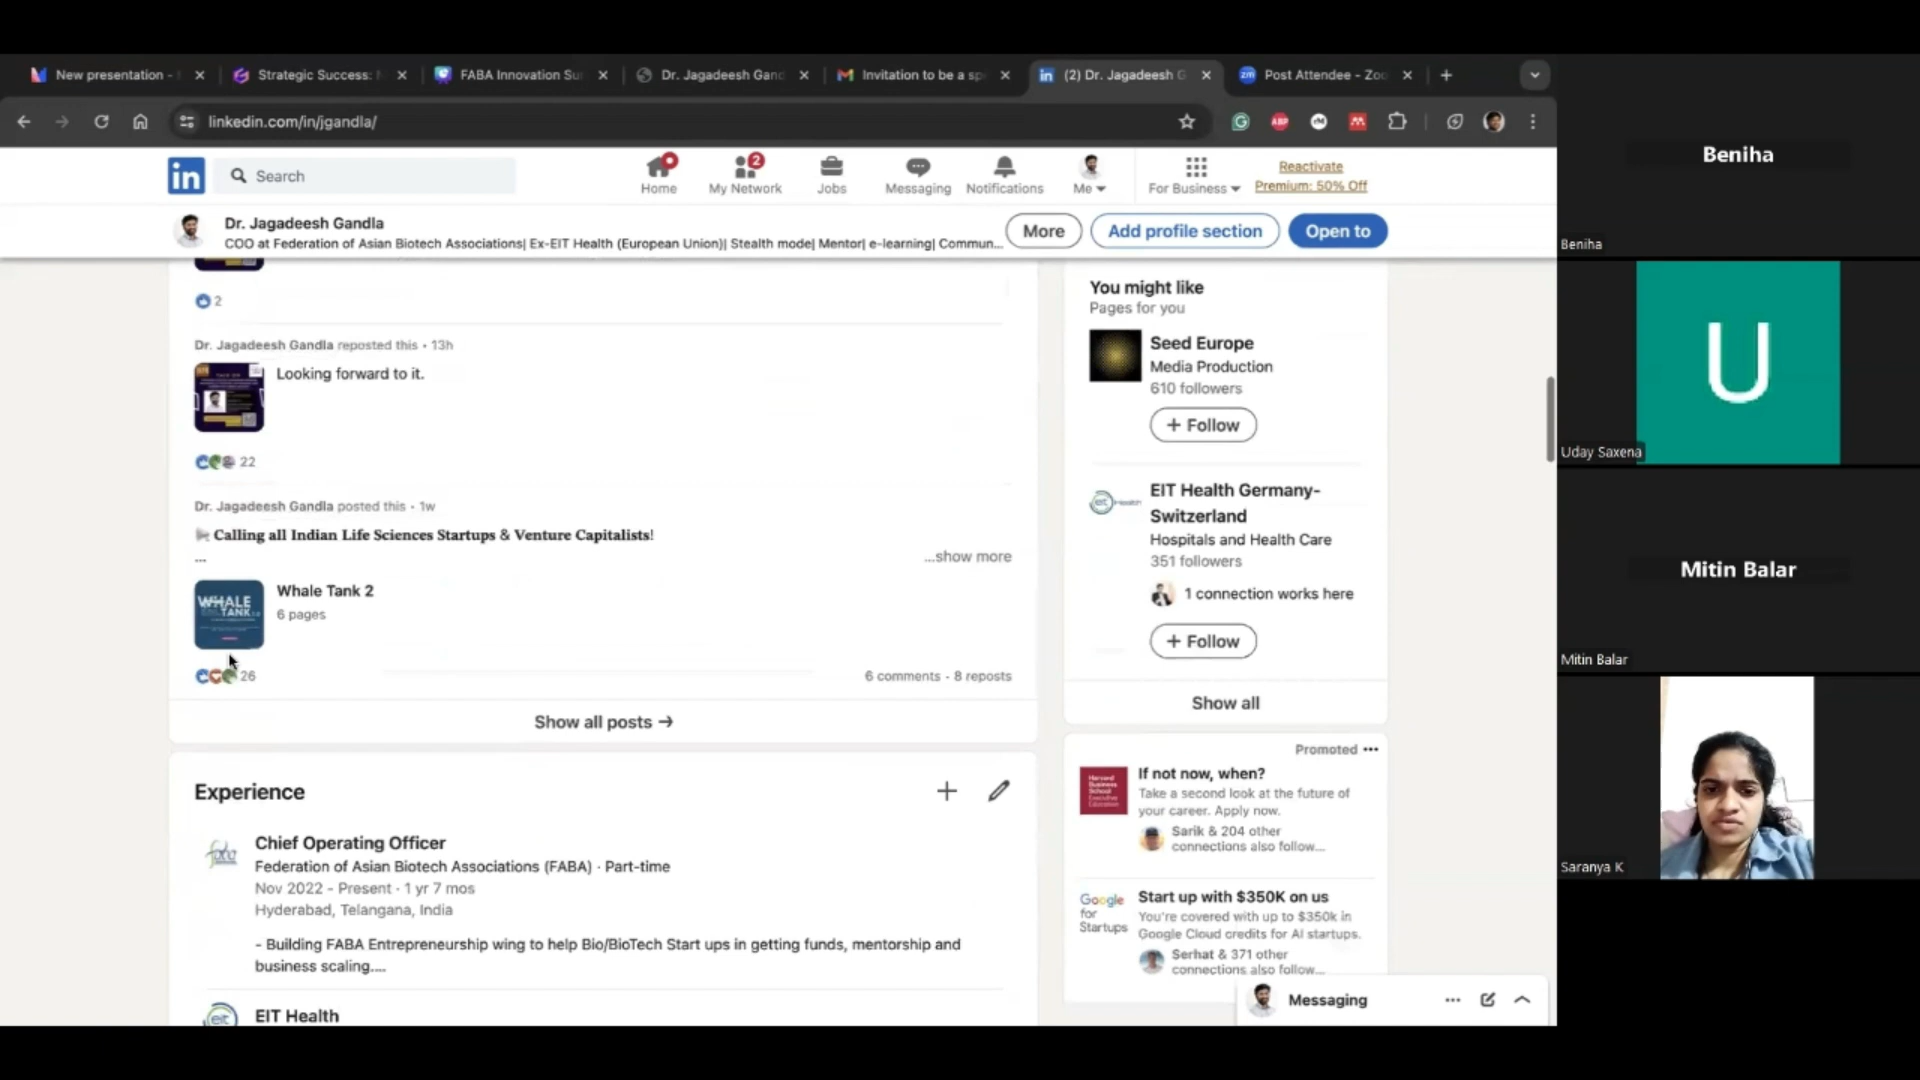 New presentation -
Strategic Success:
FABA Innovation Su
Dr. Jagadeesh Gand
Invitation to be a sp
(2) Dr. Jagadeesh G
Post Attendee - Zoo
linkedin.com/in/jgandla/
Search
Home
2
My Network
Jobs
Messaging
Notifications
Me
For Business
Reactivate
Premium: 50% Off
Dr. Jagadeesh Gandla
COO at Federation of Asian Biotech Associations| Ex-EIT Health (European Union)| Stealth mode| Mentor| e-learning| Commun...
More
Add profile section
Open to
2
Dr. Jagadeesh Gandla reposted this • 13h
Looking forward to it.
22
Dr. Jagadeesh Gandla posted this • 1w
Calling all Indian Life Sciences Startups & Venture Capitalists!
...
...show more
WHALE
TANK
Whale Tank 2
6 pages
26
6 comments · 8 reposts
Show all posts →
Experience
faba
Chief Operating Officer
Federation of Asian Biotech Associations (FABA) · Part-time
Nov 2022 - Present · 1 yr 7 mos
Hyderabad, Telangana, India
- Building FABA Entrepreneurship wing to help Bio/BioTech Start ups in getting funds, mentorship and
business scaling....
eit
EIT Health
You might like
Pages for you
Seed Europe
Media Production
610 followers
+ Follow
eit Health
EIT Health Germany-
Switzerland
Hospitals and Health Care
351 followers
1 connection works here
+ Follow
Show all
Promoted
Harvard
Business
School
Executive
Education
If not now, when?
Take a second look at the future of
your career. Apply now.
Sarik & 204 other
connections also follow...
Google
for
Startups
Start up with $350K on us
You're covered with up to $350k in
Google Cloud credits for AI startups.
Serhat & 371 other
connections also follow...
Messaging
Beniha
Beniha
U
Uday Saxena
Mitin Balar
Mitin Balar
Saranya K